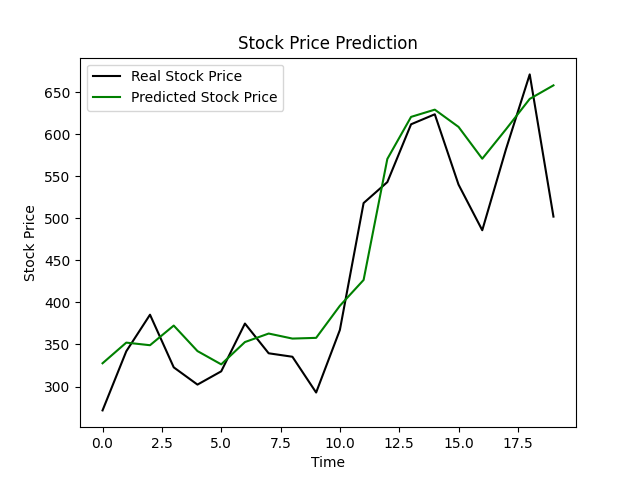 Stock Price Prediction
Real Stock Price
Predicted Stock Price
Stock Price
650
600
550
500
450
400
350
300
0.0 2.5 5.0 7.5 10.0 12.5 15.0 17.5
Time